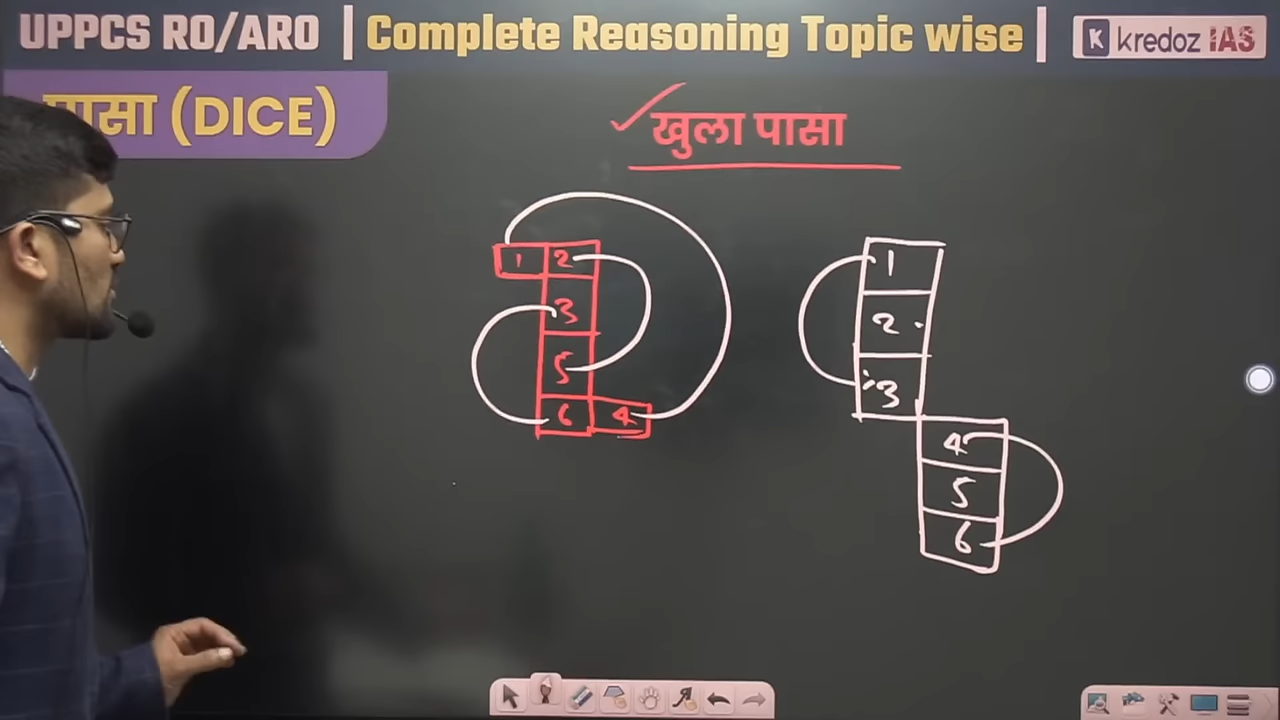 UPPCS RO/ARO | Complete Reasoning Topic wise |
K kredoz IAS
पासा (DICE)
खुला पासा
1 2
3
5
6 4
1
2
3
4
5
6